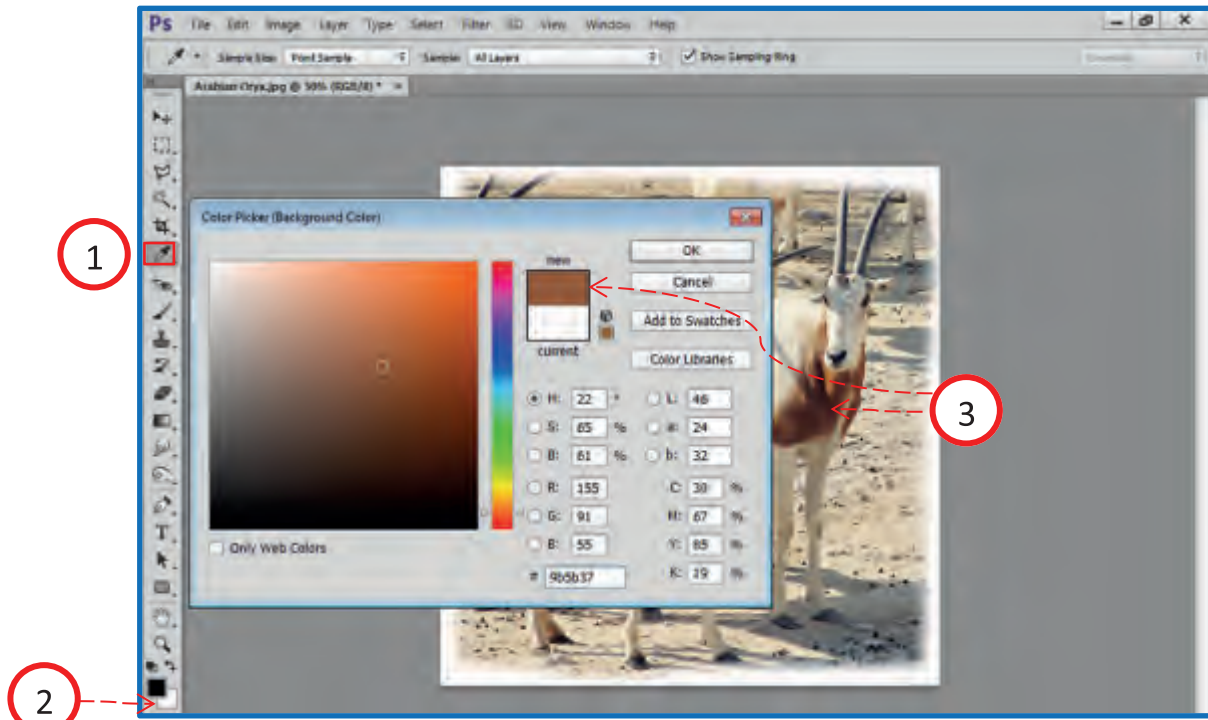 Ps File Edit Image Layer Type Select Filter 3D View Window Help
Sample Size: Point Sample Sample: All Layers Show Sampling Ring
Arabian Oryx.jpg @ 50% (RGB/8) * ×
Color Picker (Background Color)
1
new
current
OK
Cancel
Add to Swatches
Color Libraries
H: 22 ° L: 46
S: 65 % a: 24
B: 61 % b: 32
R: 155 C: 30 %
G: 91 M: 67 %
B: 55 Y: 85 %
# 9b5b37 K: 19 %
Only Web Colors
3
T
2